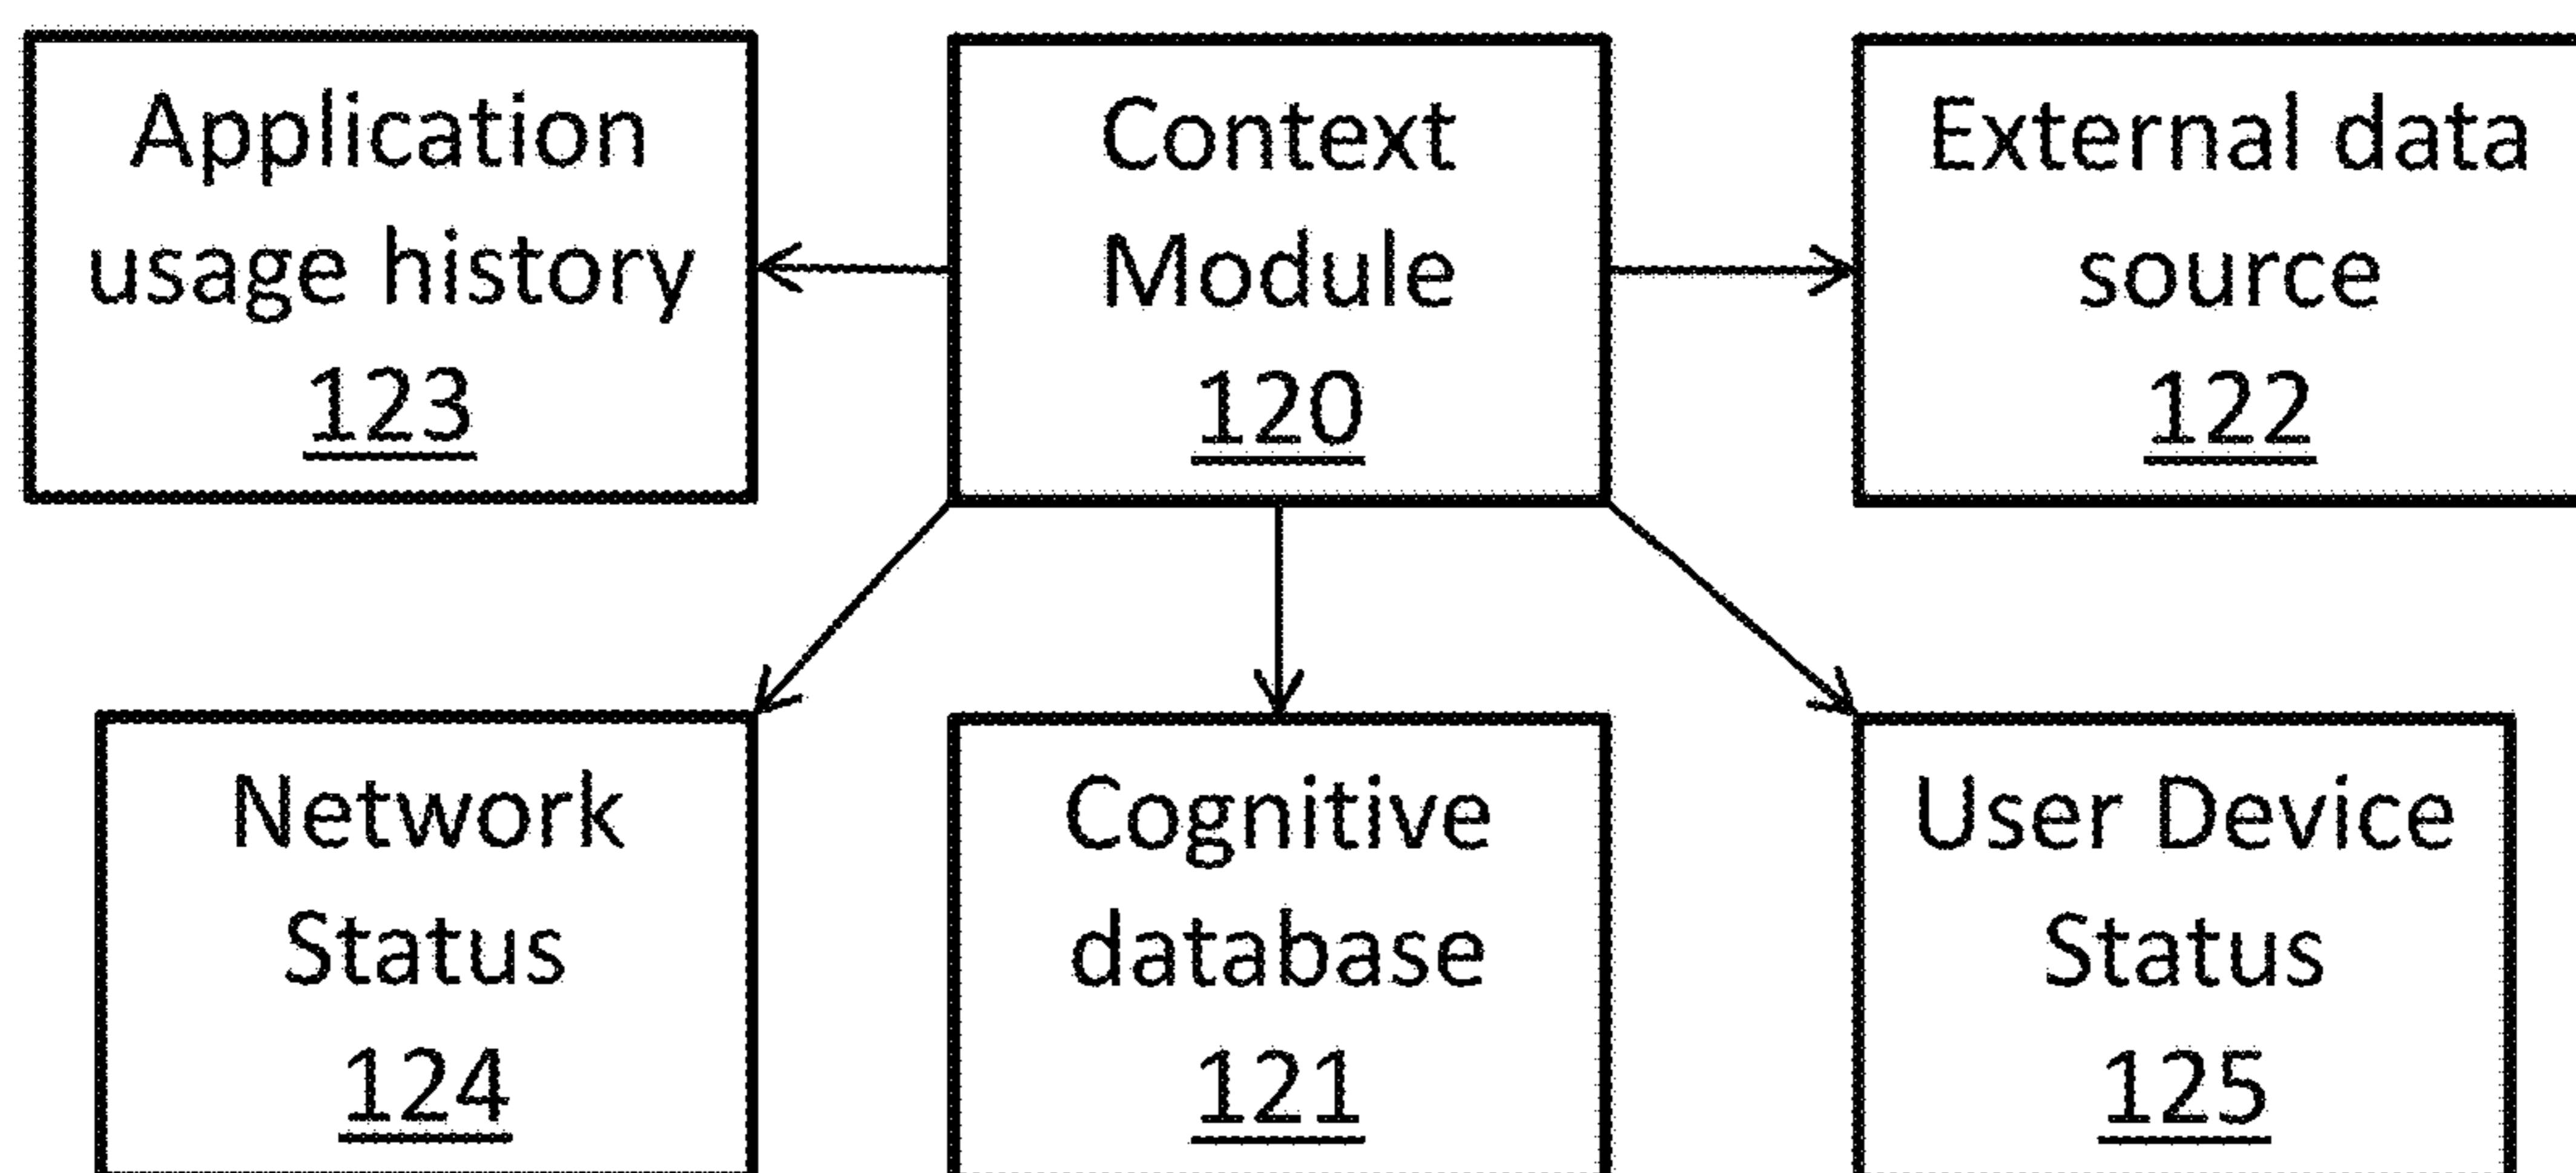 Application
usage history
123
Context
Module
120
External data
source
122
Network
Status
124
Cognitive
database
121
User Device
Status
125